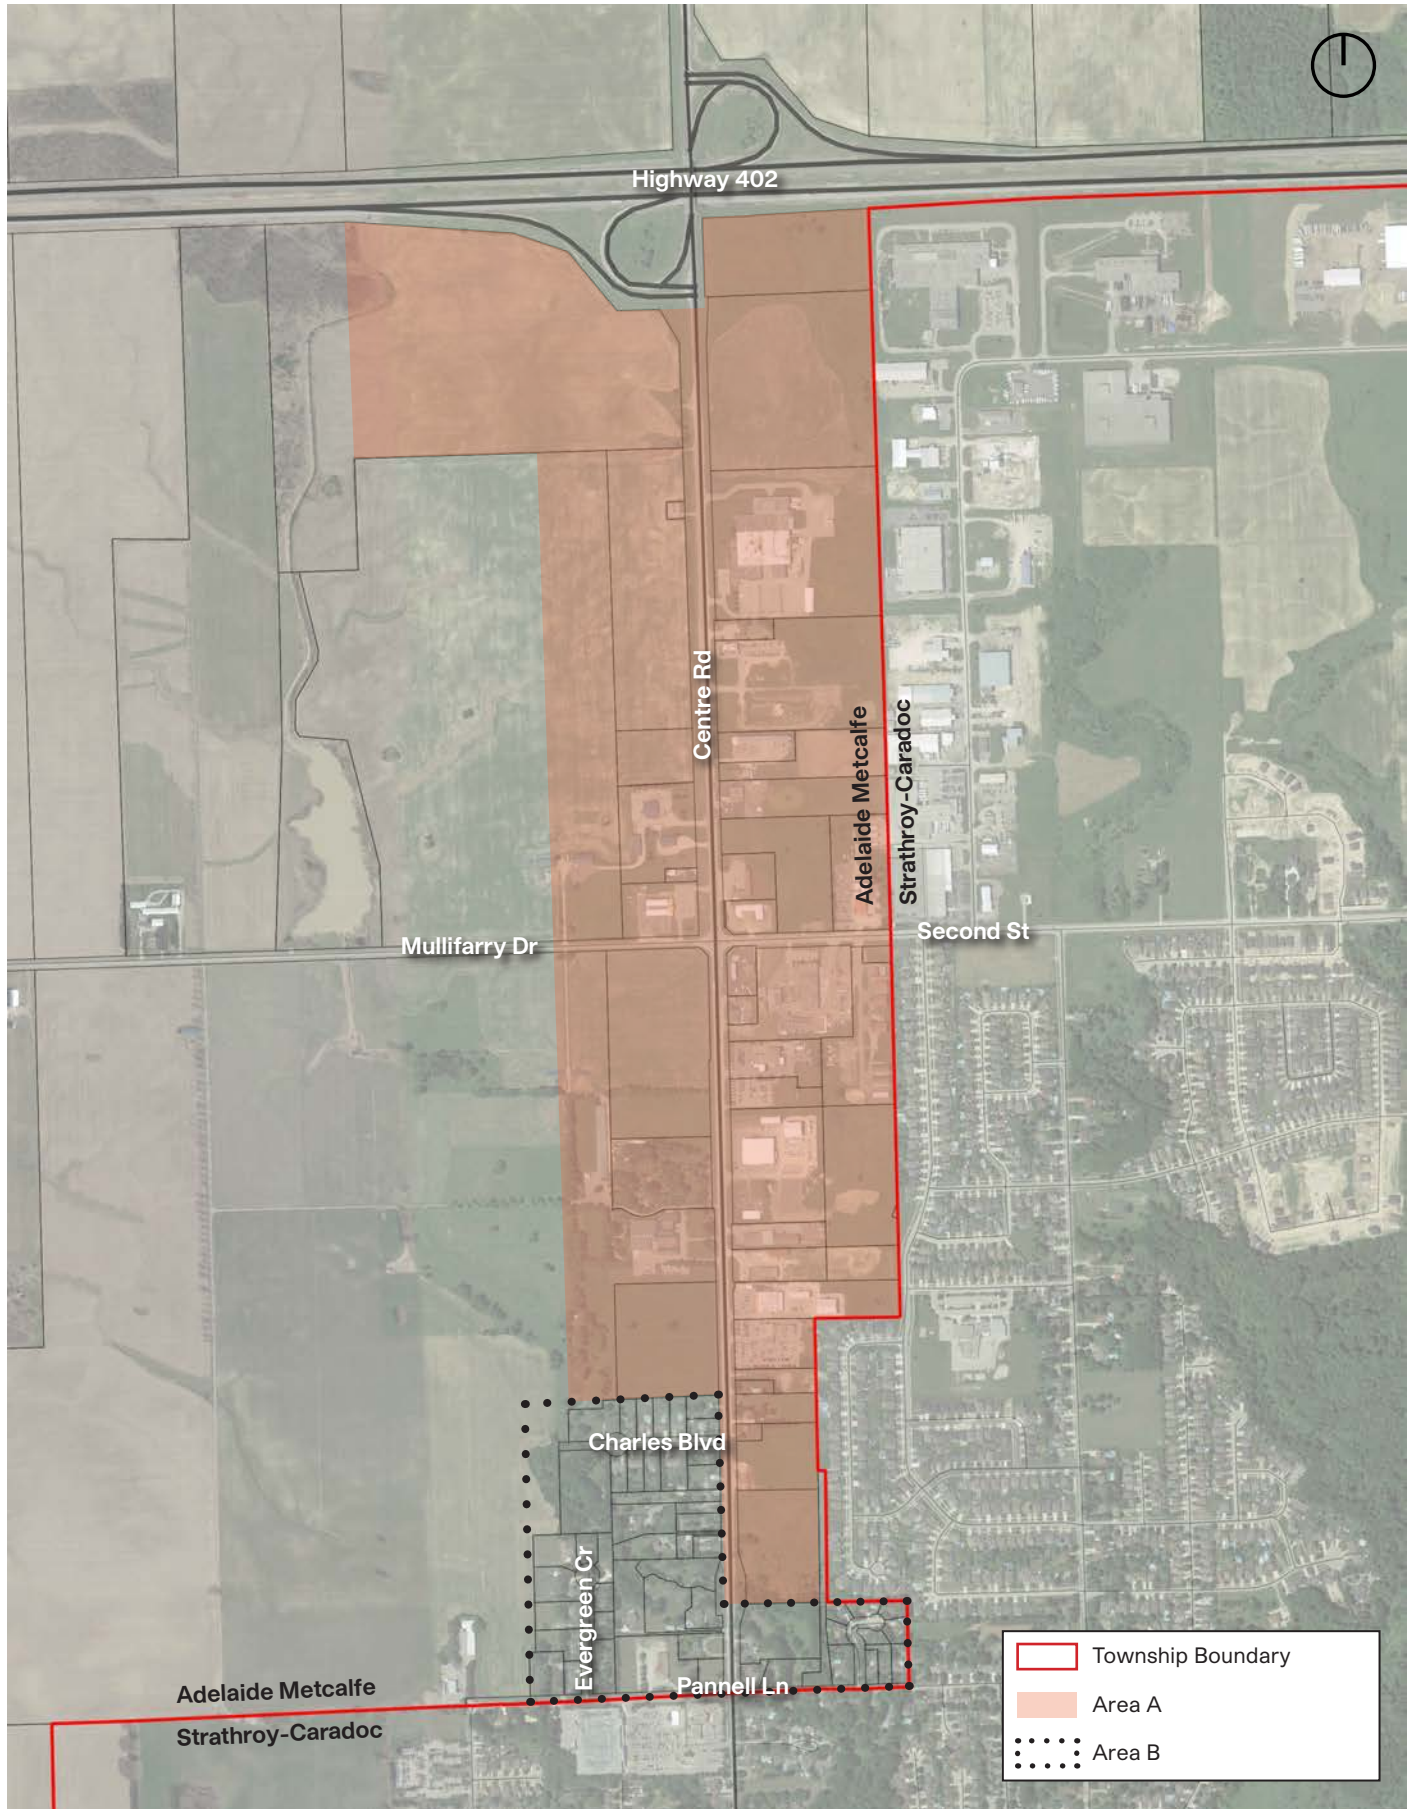 Highway 402
Centre Rd
Adelaide Metcalfe
Strathroy-Caradoc
Mullifarry Dr
Second St
Charles Blvd
Evergreen Cr
Pannell Ln
Adelaide Metcalfe
Strathroy-Caradoc
Township Boundary
Area A
Area B